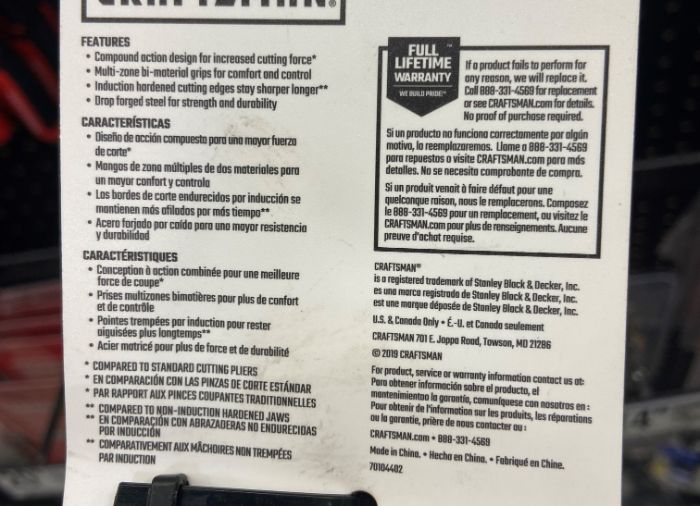 CRAFTSMAN®
FEATURES
• Compound action design for increased cutting force*
• Multi-zone bi-material grips for comfort and control
• Induction hardened cutting edges stay sharper longer**
• Drop forged steel for strength and durability
CARACTERÍSTICAS
• Diseño de acción compuesta para una mayor fuerza
de corte*
• Mangos de zona múltiples de dos materiales para
un mayor confort y controla
• Los bordes de corte endurecidos por inducción se
mantienen más afilados por más tiempo**
• Acero forjado por caída para una mayor resistencia
y durabilidad
CARACTÉRISTIQUES
• Conception à action combinée pour une meilleure
force de coupe*
• Prises multizones bimatières pour plus de confort
et de contrôle
• Pointes trempées par induction pour rester
aiguisées plus longtemps**
• Acier matricé pour plus de force et de durabilité
* COMPARED TO STANDARD CUTTING PLIERS
* EN COMPARACIÓN CON LAS PINZAS DE CORTE ESTÁNDAR
* PAR RAPPORT AUX PINCES COUPANTES TRADITIONNELLES
** COMPARED TO NON-INDUCTION HARDENED JAWS
** EN COMPARACIÓN CON ABRAZADERAS NO ENDURECIDAS
POR INDUCCIÓN
** COMPARATIVEMENT AUX MÂCHOIRES NON TREMPÉES
PAR INDUCTION
FULL
LIFETIME
WARRANTY
WE BUILD PRIDE™
If a product fails to perform for
any reason, we will replace it.
Call 888-331-4569 for replacement
or see CRAFTSMAN.com for details.
No proof of purchase required.
Si un producto no funciona correctamente por algún
motivo, lo reemplazaremos. Llame a 888-331-4569
para repuestos o visite CRAFTSMAN.com para más
detalles. No se necesita comprobante de compra.
Si un produit venait à faire défaut pour une
quelconque raison, nous le remplacerons. Composez
le 888-331-4569 pour un remplacement, ou visitez le
CRAFTSMAN.com pour plus de renseignements. Aucune
preuve d'achat requise.
CRAFTSMAN®
is a registered trademark of Stanley Black & Decker, Inc.
es una marca registrada de Stanley Black & Decker, Inc.
est une marque déposée de Stanley Black & Decker, Inc.
U.S. & Canada Only • É.-U. et Canada seulement
CRAFTSMAN 701 E. Joppa Road, Towson, MD 21286
© 2019 CRAFTSMAN
For product, service or warranty information contact us at:
Para obtener información sobre el producto, el
mantenimiento la garantía, comuníquese con nosotros en :
Pour obtenir de l'information sur les produits, les réparations
ou la garantie, prière de nous contacter au :
CRAFTSMAN.com • 888-331-4569
Made in China. • Hecho en China. • Fabriqué en Chine.
70104402